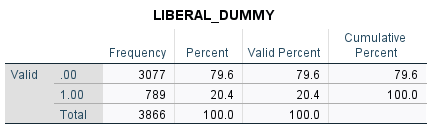 LIBERAL_DUMMY
Frequency Percent Valid Percent Cumulative Percent
Valid .00 3077 79.6 79.6 79.6
1.00 789 20.4 20.4 100.0
Total 3866 100.0 100.0